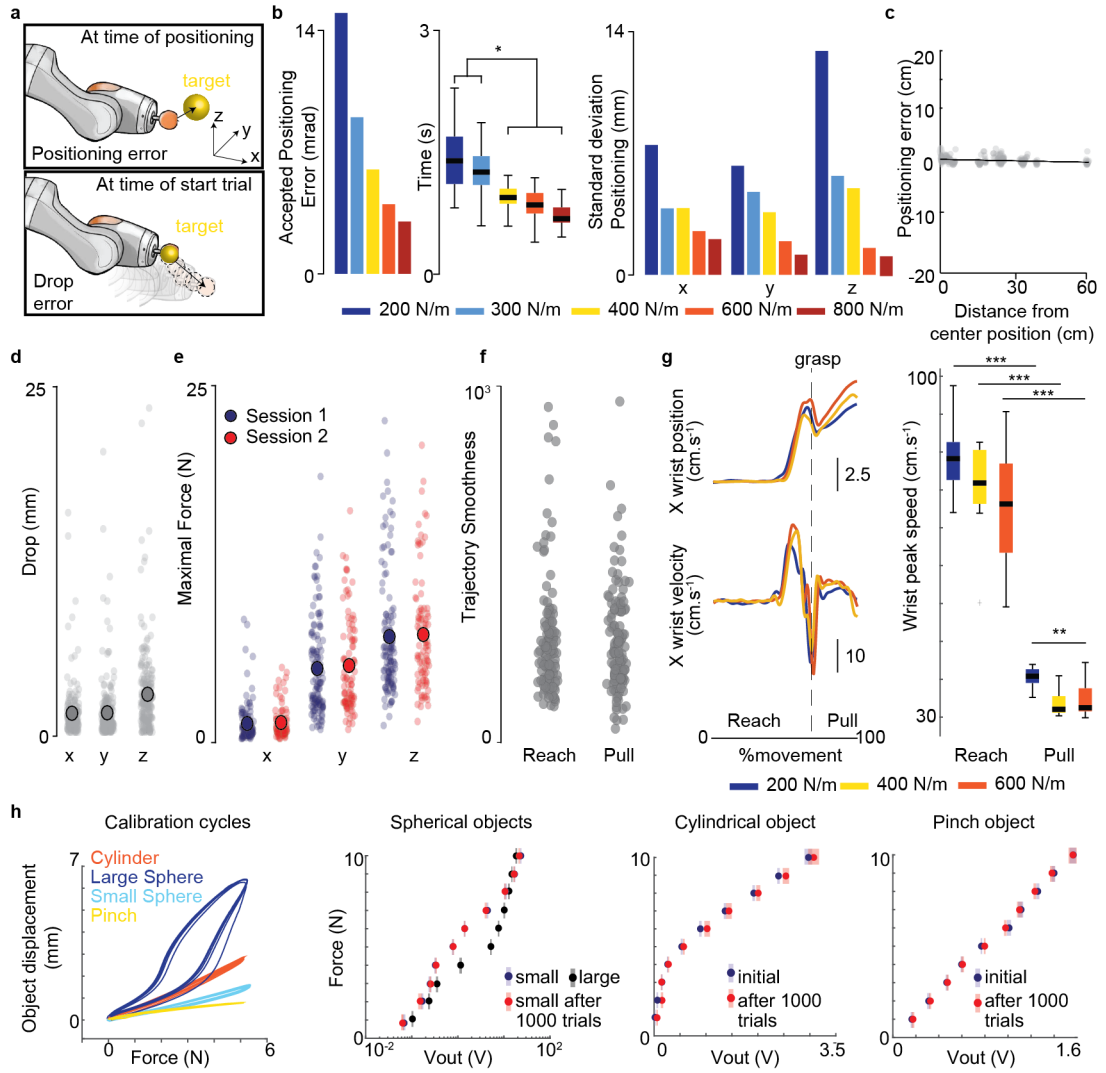 a
At time of positioning
target
z
y
x
Positioning error
At time of start trial
target
Drop
error
b
Accepted Positioning
Error (mrad)
14
0
Time (s)
3
0
*
Standard deviation
Positioning (mm)
14
0
x
y
z
200 N/m
300 N/m
400 N/m
600 N/m
800 N/m
c
Positioning error (cm)
20
10
0
-10
-20
0
30
60
Distance from
center position (cm)
d
Drop (mm)
25
0
x
y
z
e
Maximal Force (N)
25
0
Session 1
Session 2
x
y
z
f
Trajectory Smoothness
10³
0
Reach
Pull
g
grasp
X wrist position
(cm.s⁻¹)
2.5
X wrist velocity
(cm.s⁻¹)
10
Reach
Pull
0
100
%movement
Wrist peak speed (cm.s⁻¹)
100
30
***
***
***
**
Reach
Pull
200 N/m
400 N/m
600 N/m
h
Calibration cycles
Object displacement
(mm)
7
0
Cylinder
Large Sphere
Small Sphere
Pinch
0
6
Force (N)
Spherical objects
Force (N)
10
0
small
large
small after
1000 trials
10⁻²
10²
Vout (V)
Cylindrical object
10
0
initial
after 1000
trials
0
3.5
Vout (V)
Pinch object
10
0
initial
after 1000
trials
0
1.6
Vout (V)